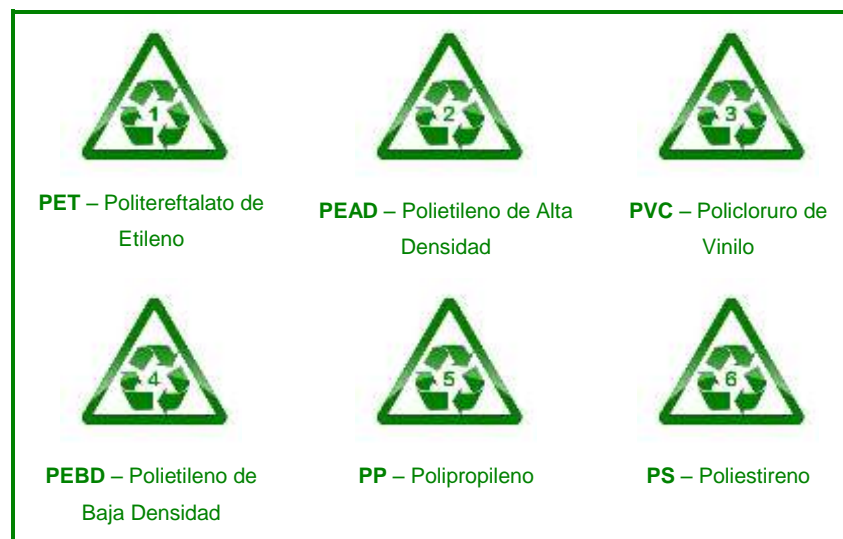 1
2
3
PET – Politereftalato de
Etileno
PEAD – Polietileno de Alta
Densidad
PVC – Policloruro de
Vinilo
4
5
6
PEBD – Polietileno de
Baja Densidad
PP – Polipropileno
PS – Poliestireno